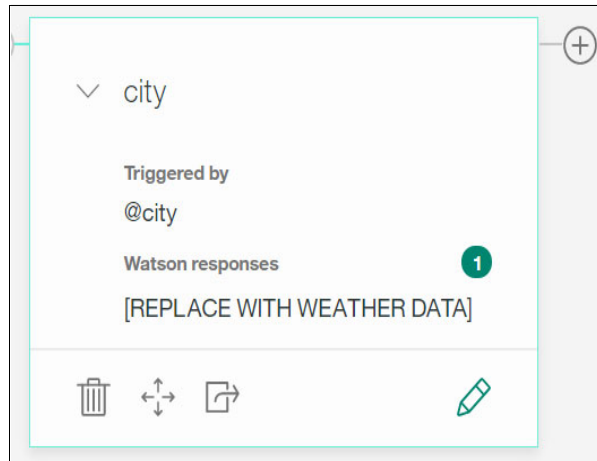 city
Triggered by
@city
Watson responses
1
[REPLACE WITH WEATHER DATA]